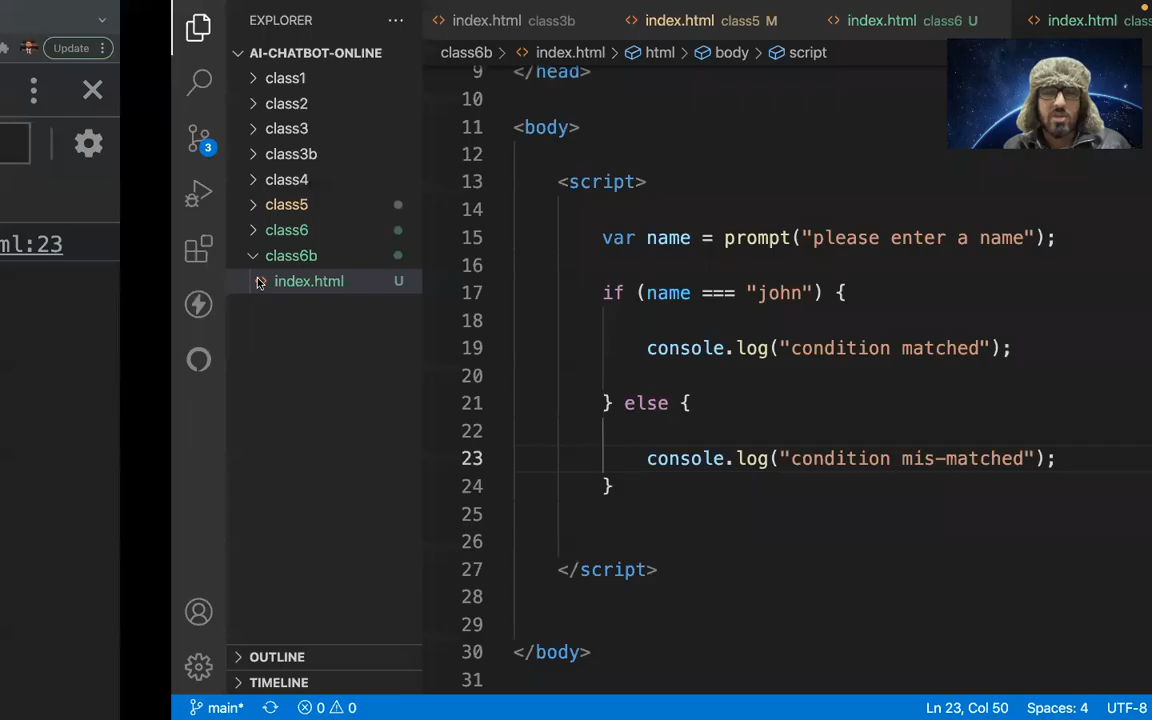 Update
ml:23
EXPLORER
AI-CHATBOT-ONLINE
class1
class2
class3
class3b
class4
class5
class6
class6b
index.html U
OUTLINE
TIMELINE
3
index.html class3b
index.html class5 M
index.html class6 U
index.html clas
class6b > index.html > html > body > script
9 </head>
10
11 <body>
12
13 <script>
14
15 var name = prompt("please enter a name");
16
17 if (name === "john") {
18
19 console.log("condition matched");
20
21 } else {
22
23 console.log("condition mis-matched");
24 }
25
26
27 </script>
28
29
30 </body>
31
main* 0 0 Ln 23, Col 50 Spaces: 4 UTF-8